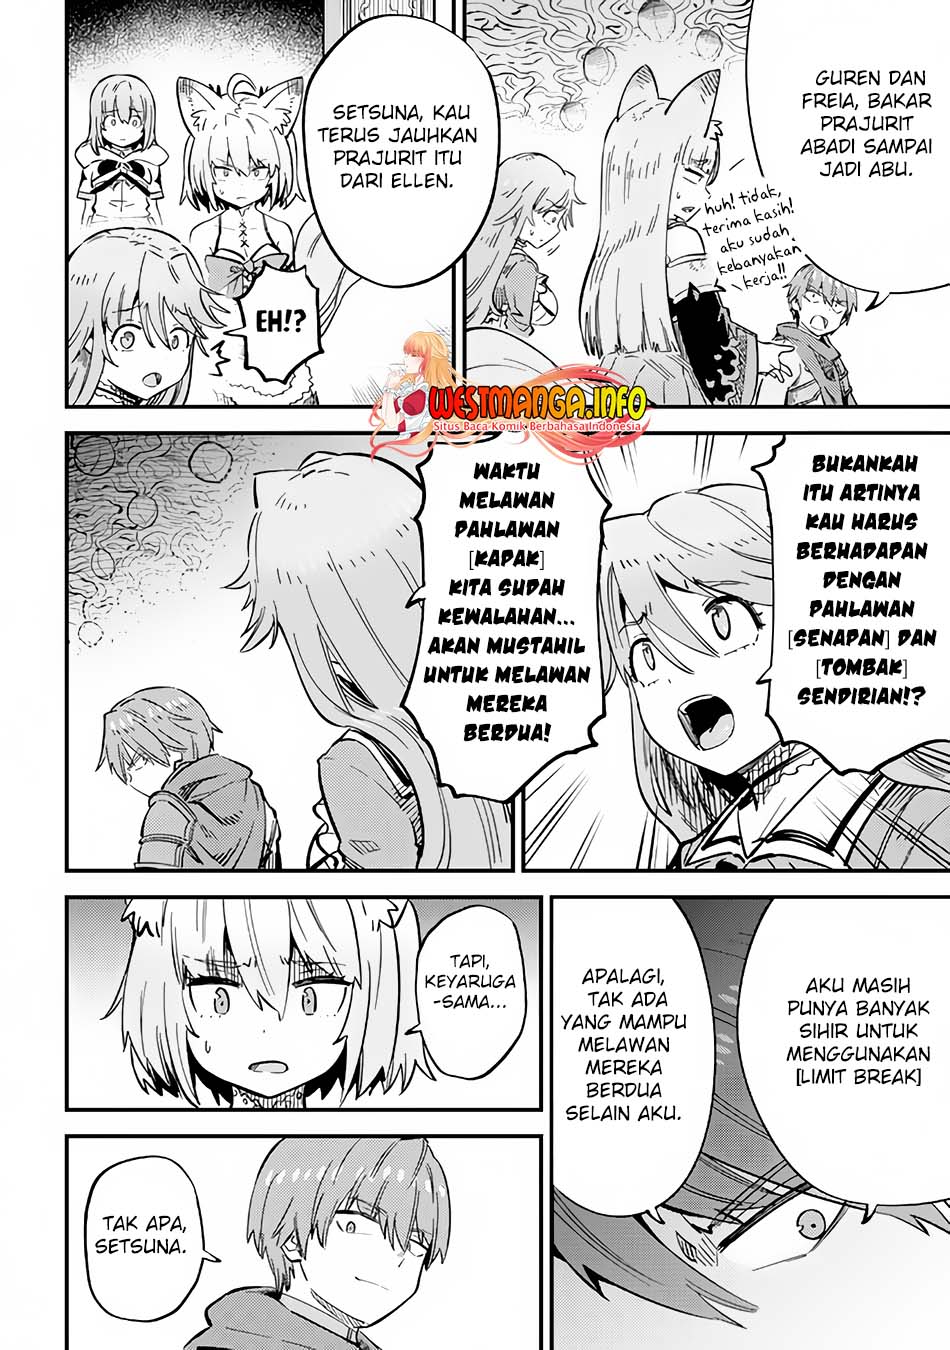 GUREN DAN
FREIA, BAKAR
PRAJURIT
ABADI SAMPAI
JADI ABU.
huh! tidak,
terima kasih!
aku sudah
kebanyakan
kerja!!
SETSUNA, KAU
TERUS JAUHKAN
PRAJURIT ITU
DARI ELLEN.
EH!?
WESTMANGA.INFO
Situs Baca Komik Berbahasa Indonesia
BUKANKAH
ITU ARTINYA
KAU HARUS
BERHADAPAN
DENGAN
PAHLAWAN
[SENAPAN] DAN
[TOMBAK]
SENDIRIAN!?
WAKTU
MELAWAN
PAHLAWAN
[KAPAK]
KITA SUDAH
KEWALAHAN...
AKAN MUSTAHIL
UNTUK MELAWAN
MEREKA
BERDUA!
AKU MASIH
PUNYA BANYAK
SIHIR UNTUK
MENGGUNAKAN
[LIMIT BREAK]
APALAGI,
TAK ADA
YANG MAMPU
MELAWAN
MEREKA
BERDUA
SELAIN AKU.
TAPI,
KEYARUGA
-SAMA...
TAK APA,
SETSUNA.